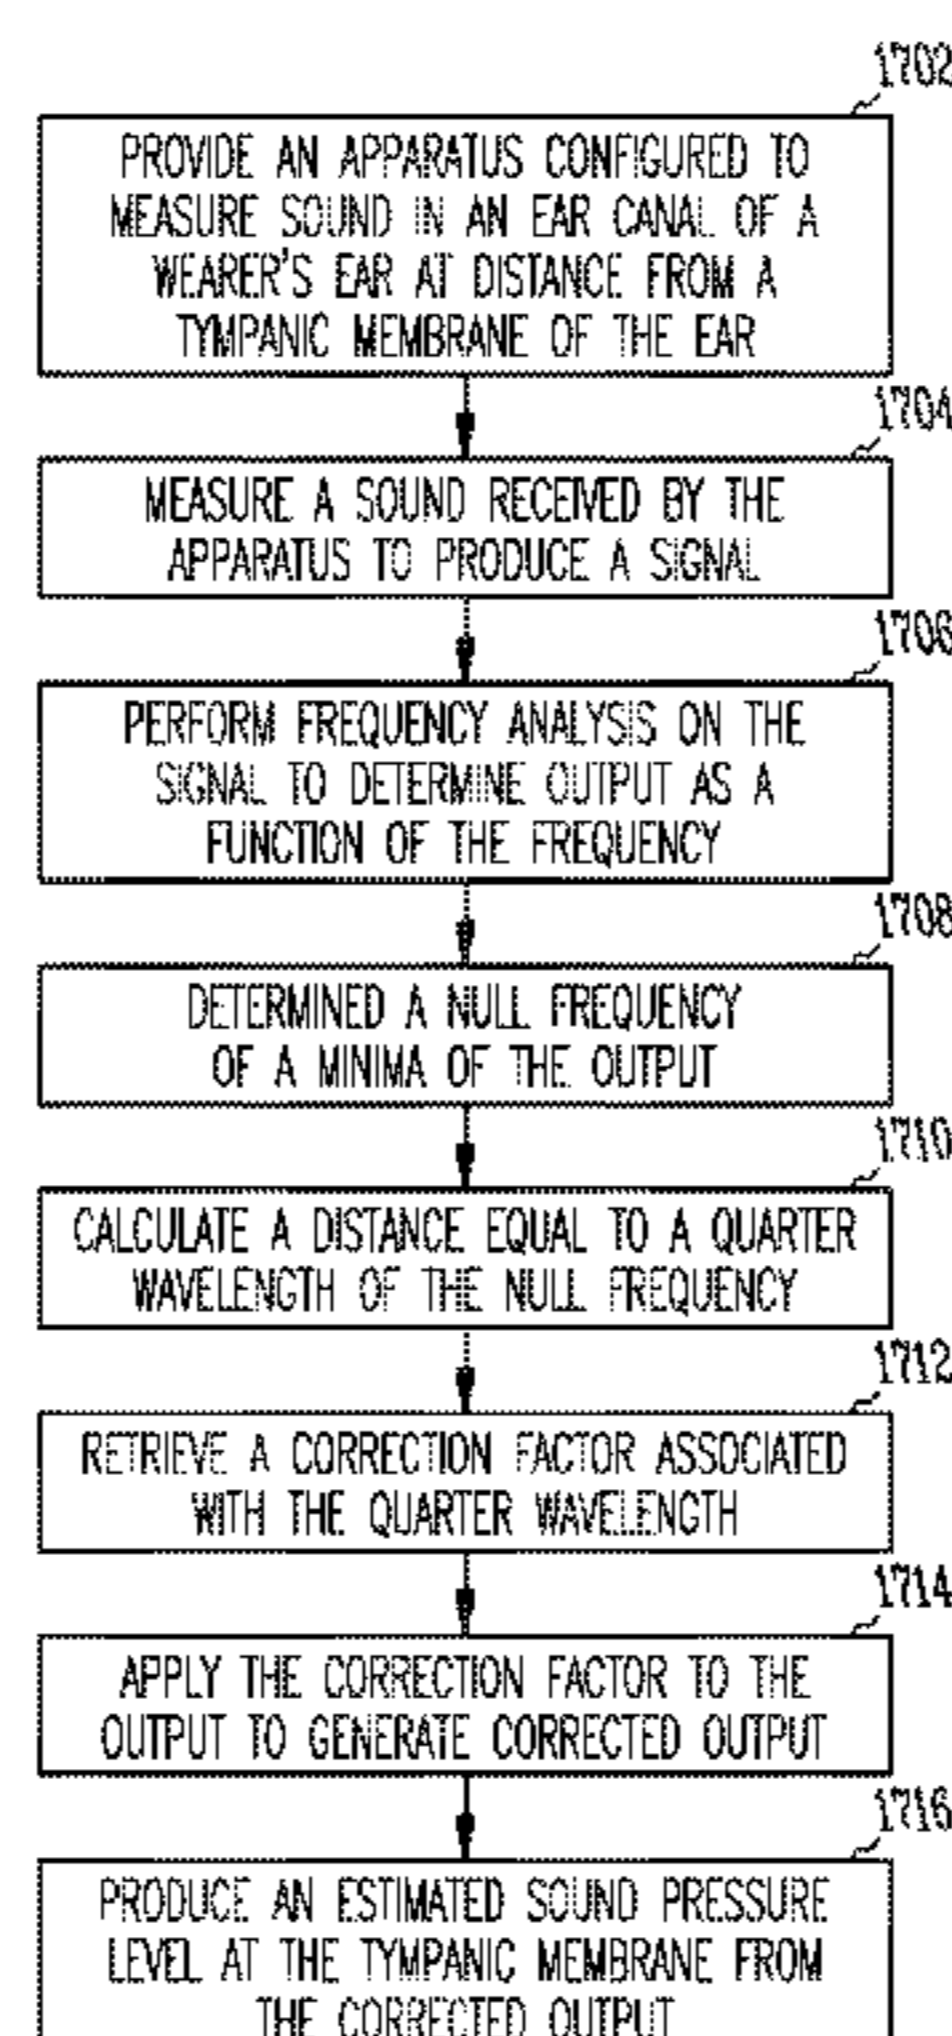 1702
PROVIDE AN APPARATUS CONFIGURED TO
MEASURE SOUND IN AN EAR CANAL OF A
WEARER'S EAR AT DISTANCE FROM A
TYMPANIC MEMBRANE OF THE EAR
1704
MEASURE A SOUND RECEIVED BY THE
APPARATUS TO PRODUCE A SIGNAL
1706
PERFORM FREQUENCY ANALYSIS ON THE
SIGNAL TO DETERMINE OUTPUT AS A
FUNCTION OF THE FREQUENCY
1708
DETERMINED A NULL FREQUENCY
OF A MINIMA OF THE OUTPUT
1710
CALCULATE A DISTANCE EQUAL TO A QUARTER
WAVELENGTH OF THE NULL FREQUENCY
1712
RETRIEVE A CORRECTION FACTOR ASSOCIATED
WITH THE QUARTER WAVELENGTH
1714
APPLY THE CORRECTION FACTOR TO THE
OUTPUT TO GENERATE CORRECTED OUTPUT
1716
PRODUCE AN ESTIMATED SOUND PRESSURE
LEVEL AT THE TYMPANIC MEMBRANE FROM
THE CORRECTED OUTPUT